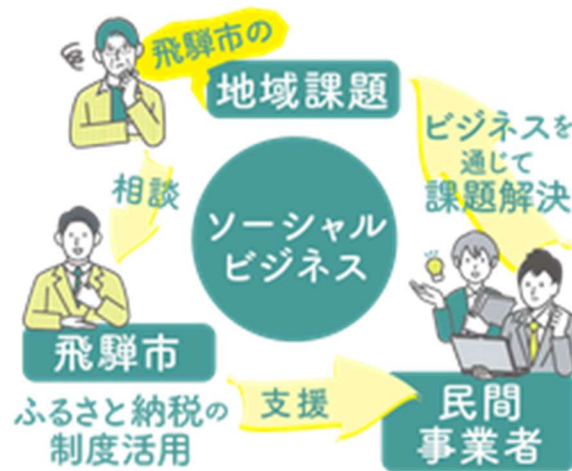 飛騨市の
地域課題
ビジネスを
通じて
課題解決
相談
ソーシャル
ビジネス
飛騨市
ふるさと納税の
制度活用
支援
民間
事業者